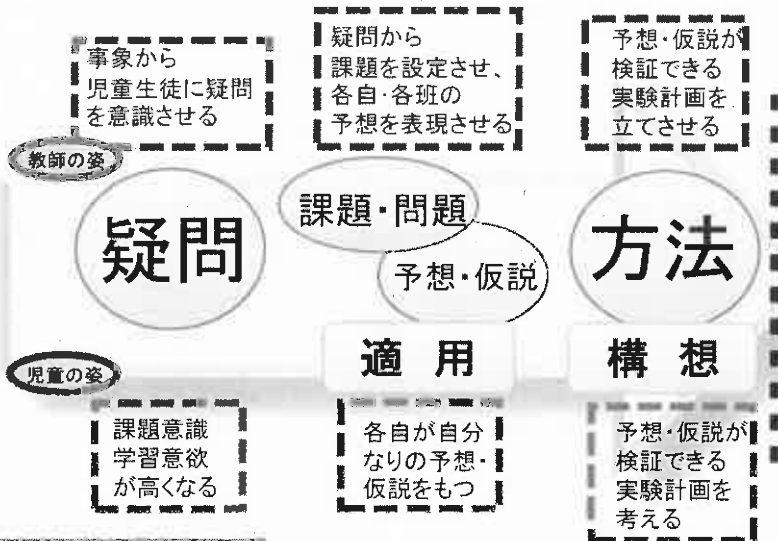 事象から
児童生徒に疑問
を意識させる
疑問から
課題を設定させ、
各自・各班の
予想を表現させる
予想・仮説が
検証できる
実験計画を
立てさせる
教師の姿
疑問
課題・問題
予想・仮説
方法
児童の姿
適用
構想
課題意識
学習意欲
が高くなる
各自が自分
なりの予想・
仮説をもつ
予想・仮説が
検証できる
実験計画を
考える